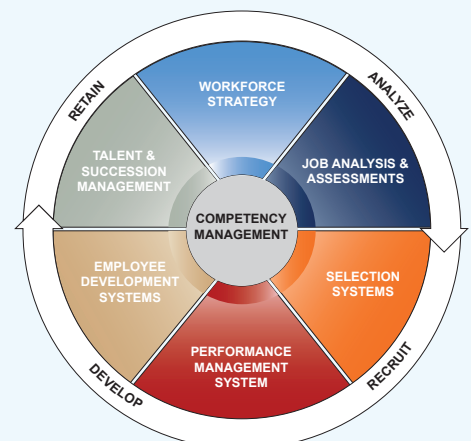 WORKFORCE
STRATEGY
ANALYZE
JOB ANALYSIS &
ASSESSMENTS
SELECTION
SYSTEMS
RECRUIT
PERFORMANCE
MANAGEMENT
SYSTEM
DEVELOP
EMPLOYEE
DEVELOPMENT
SYSTEMS
TALENT &
SUCCESSION
MANAGEMENT
RETAIN
COMPETENCY
MANAGEMENT